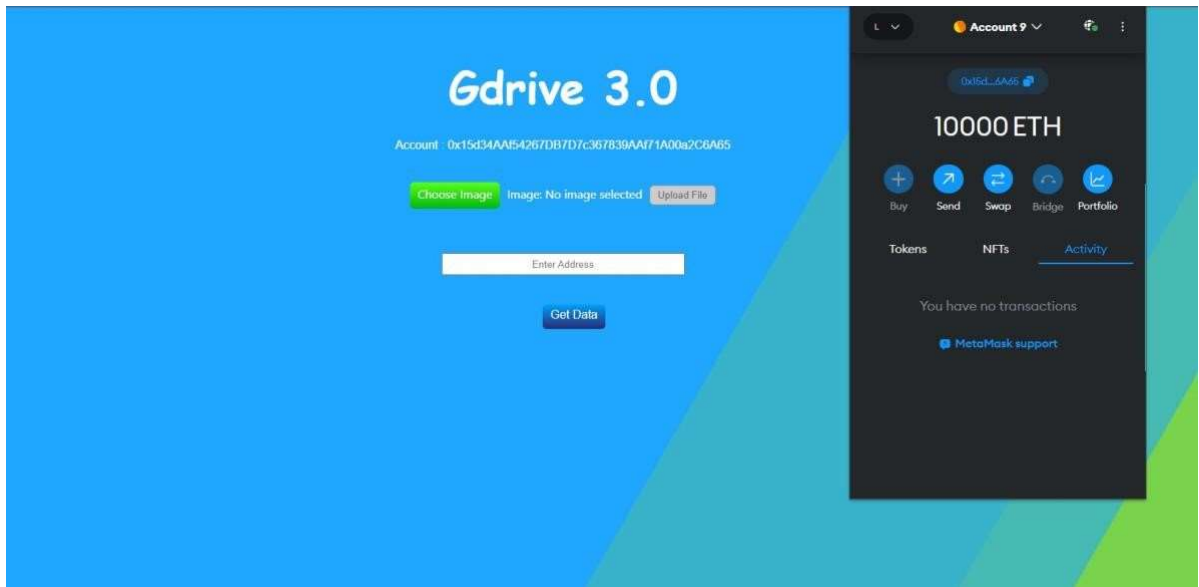 Gdrive 3.0
Account : 0x15d34AAf54267DB7D7c367839AAf71A00a2C6A65
Choose Image Image: No image selected Upload File
Enter Address
Get Data
L Account 9
0x15d...6A65
10000 ETH
Buy Send Swap Bridge Portfolio
Tokens NFTs Activity
You have no transactions
MetaMask support